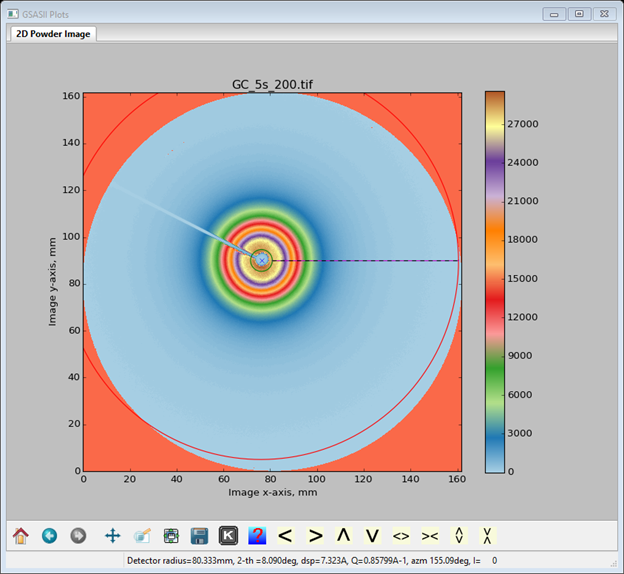 GSASII Plots
2D Powder Image
GC_5s_200.tif
160
140
120
100
80
60
40
20
0
Image y-axis, mm
0 20 40 60 80 100 120 140 160
Image x-axis, mm
27000
24000
21000
18000
15000
12000
9000
6000
3000
0
K ? < > <> ><
Detector radius=80.333mm, 2-th =8.090deg, dsp=7.323A, Q=0.85799A-1, azm 155.09deg, I= 0